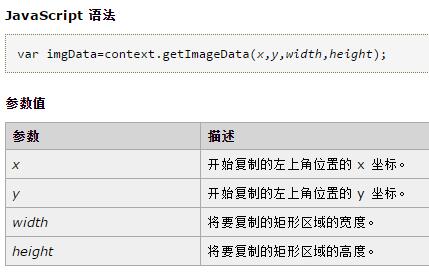 JavaScript 语法
var imgData=context.getImageData(x,y,width,height);
参数值
参数 描述
x 开始复制的左上角位置的 x 坐标。
y 开始复制的左上角位置的 y 坐标。
width 将要复制的矩形区域的宽度。
height 将要复制的矩形区域的高度。